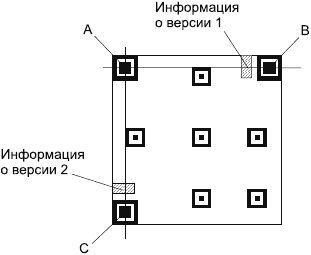 Информация
о версии 1
A
B
Информация
о версии 2
C